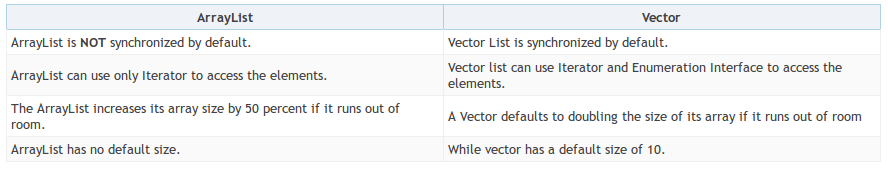 ArrayList
Vector
ArrayList is NOT synchronized by default.
Vector List is synchronized by default.
ArrayList can use only Iterator to access the elements.
Vector list can use Iterator and Enumeration Interface to access the
elements.
The ArrayList increases its array size by 50 percent if it runs out of
room.
A Vector defaults to doubling the size of its array if it runs out of room
ArrayList has no default size.
While vector has a default size of 10.